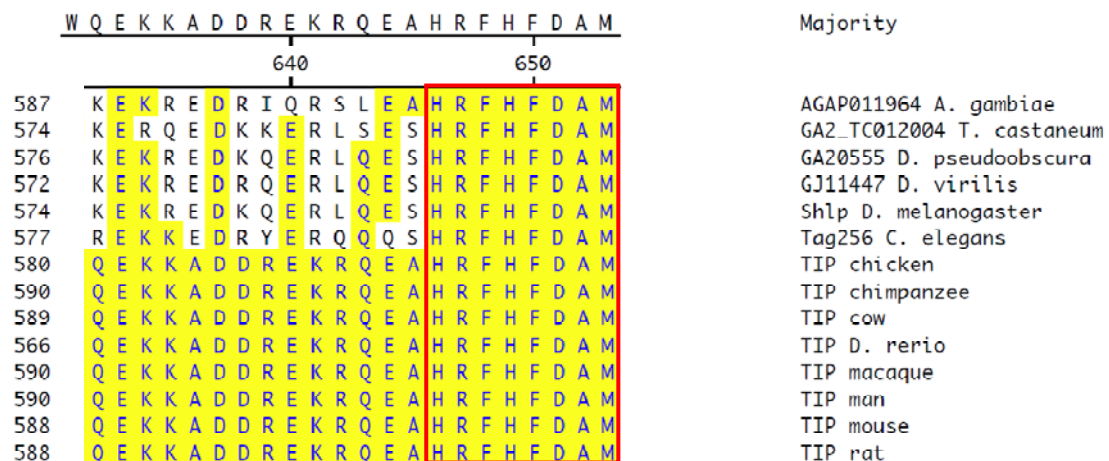 W Q E K K A D D R E K R Q E A H R F H F D A M Majority
640 650
587 K E K R E D R I Q R S L E A H R F H F D A M AGAP011964 A. gambiae
574 K E R Q E D K K E R L S E S H R F H F D A M GA2_TC012004 T. castaneum
576 K E K R E D K Q E R L Q E S H R F H F D A M GA20555 D. pseudoobscura
572 K E K R E D R Q E R L Q E S H R F H F D A M GJ11447 D. virilis
574 K E K R E D K Q E R L Q E S H R F H F D A M Shlp D. melanogaster
577 R E K K E D R Y E R Q Q Q S H R F H F D A M Tag256 C. elegans
580 Q E K K A D D R E K R Q E A H R F H F D A M TIP chicken
590 Q E K K A D D R E K R Q E A H R F H F D A M TIP chimpanzee
589 Q E K K A D D R E K R Q E A H R F H F D A M TIP cow
566 Q E K K A D D R E K R Q E A H R F H F D A M TIP D. rerio
590 Q E K K A D D R E K R Q E A H R F H F D A M TIP macaque
590 Q E K K A D D R E K R Q E A H R F H F D A M TIP man
588 Q E K K A D D R E K R Q E A H R F H F D A M TIP mouse
588 Q E K K A D D R E K R Q E A H R F H F D A M TIP rat